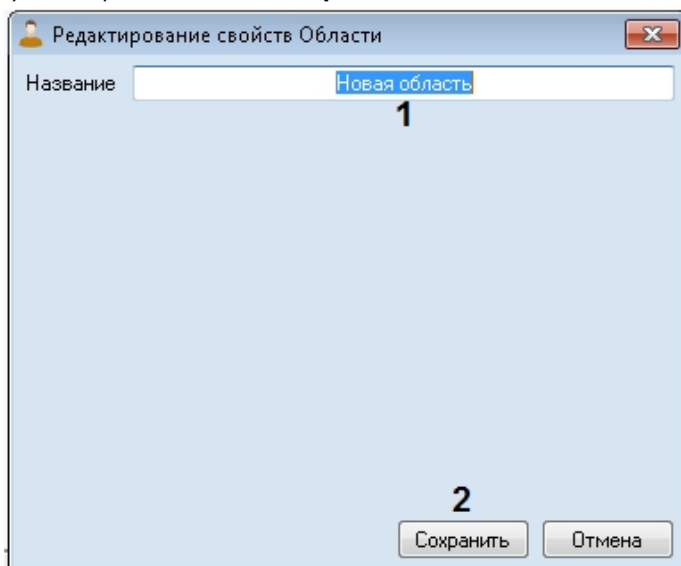 Редактирование свойств Области
Название Новая область
1
2
Сохранить Отмена